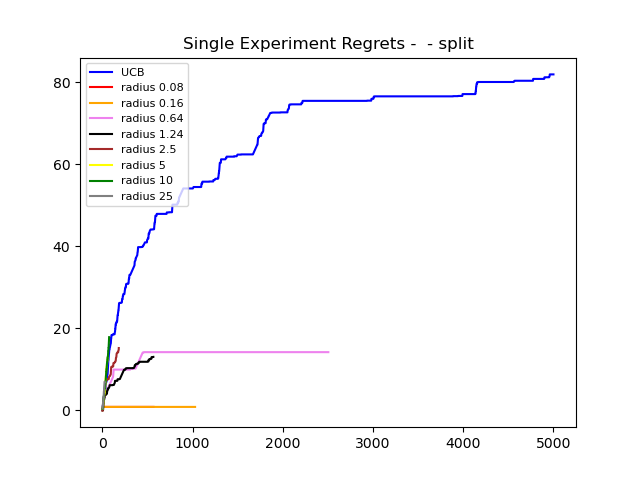 Single Experiment Regrets -  - split
UCB
radius 0.08
radius 0.16
radius 0.64
radius 1.24
radius 2.5
radius 5
radius 10
radius 25
80
60
40
20
0
0 1000 2000 3000 4000 5000